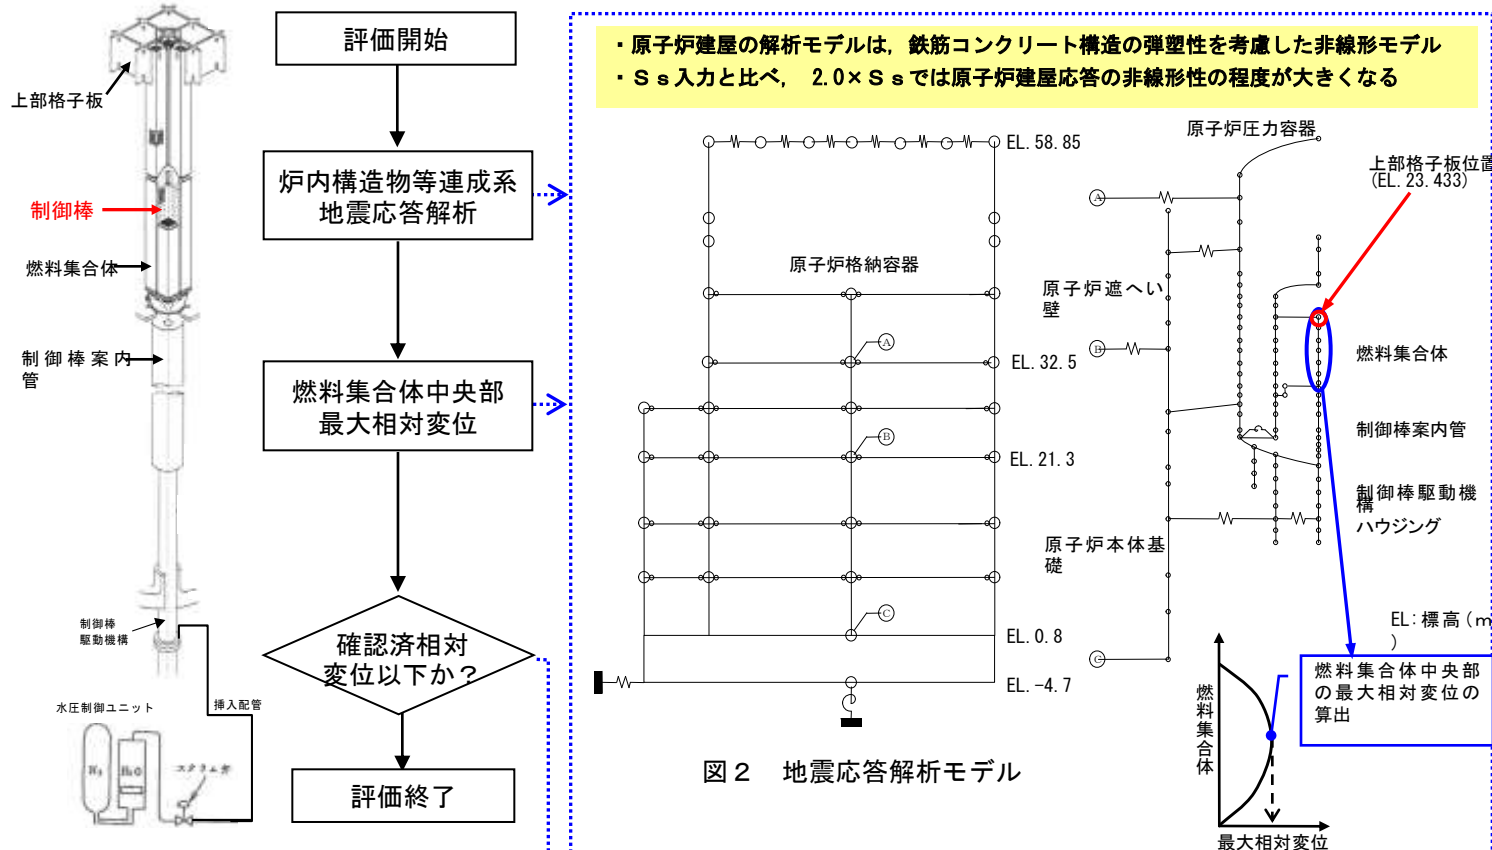 上部格子板
制御棒
燃料集合体
制御棒案内
管
制御棒
駆動機構
水圧制御ユニット
挿入配管
N₂
H₂O
スクラム弁
評価開始
炉内構造物等連成系
地震応答解析
燃料集合体中央部
最大相対変位
確認済相対
変位以下か？
評価終了
・原子炉建屋の解析モデルは，鉄筋コンクリート構造の弾塑性を考慮した非線形モデル
・Ｓｓ入力と比べ，　2.0×Ｓｓでは原子炉建屋応答の非線形性の程度が大きくなる
EL.58.85
原子炉格納容器
A
EL.32.5
B
EL.21.3
C
EL.0.8
EL.-4.7
図２　地震応答解析モデル
原子炉圧力容器
上部格子板位置
(EL.23.433)
A
原子炉遮へい
壁
B
燃料集合体
制御棒案内管
制御棒駆動機
構
ハウジング
原子炉本体基
礎
C
EL:標高(m
)
燃料集合体中央部
の最大相対変位の
算出
燃料集合体
最大相対変位